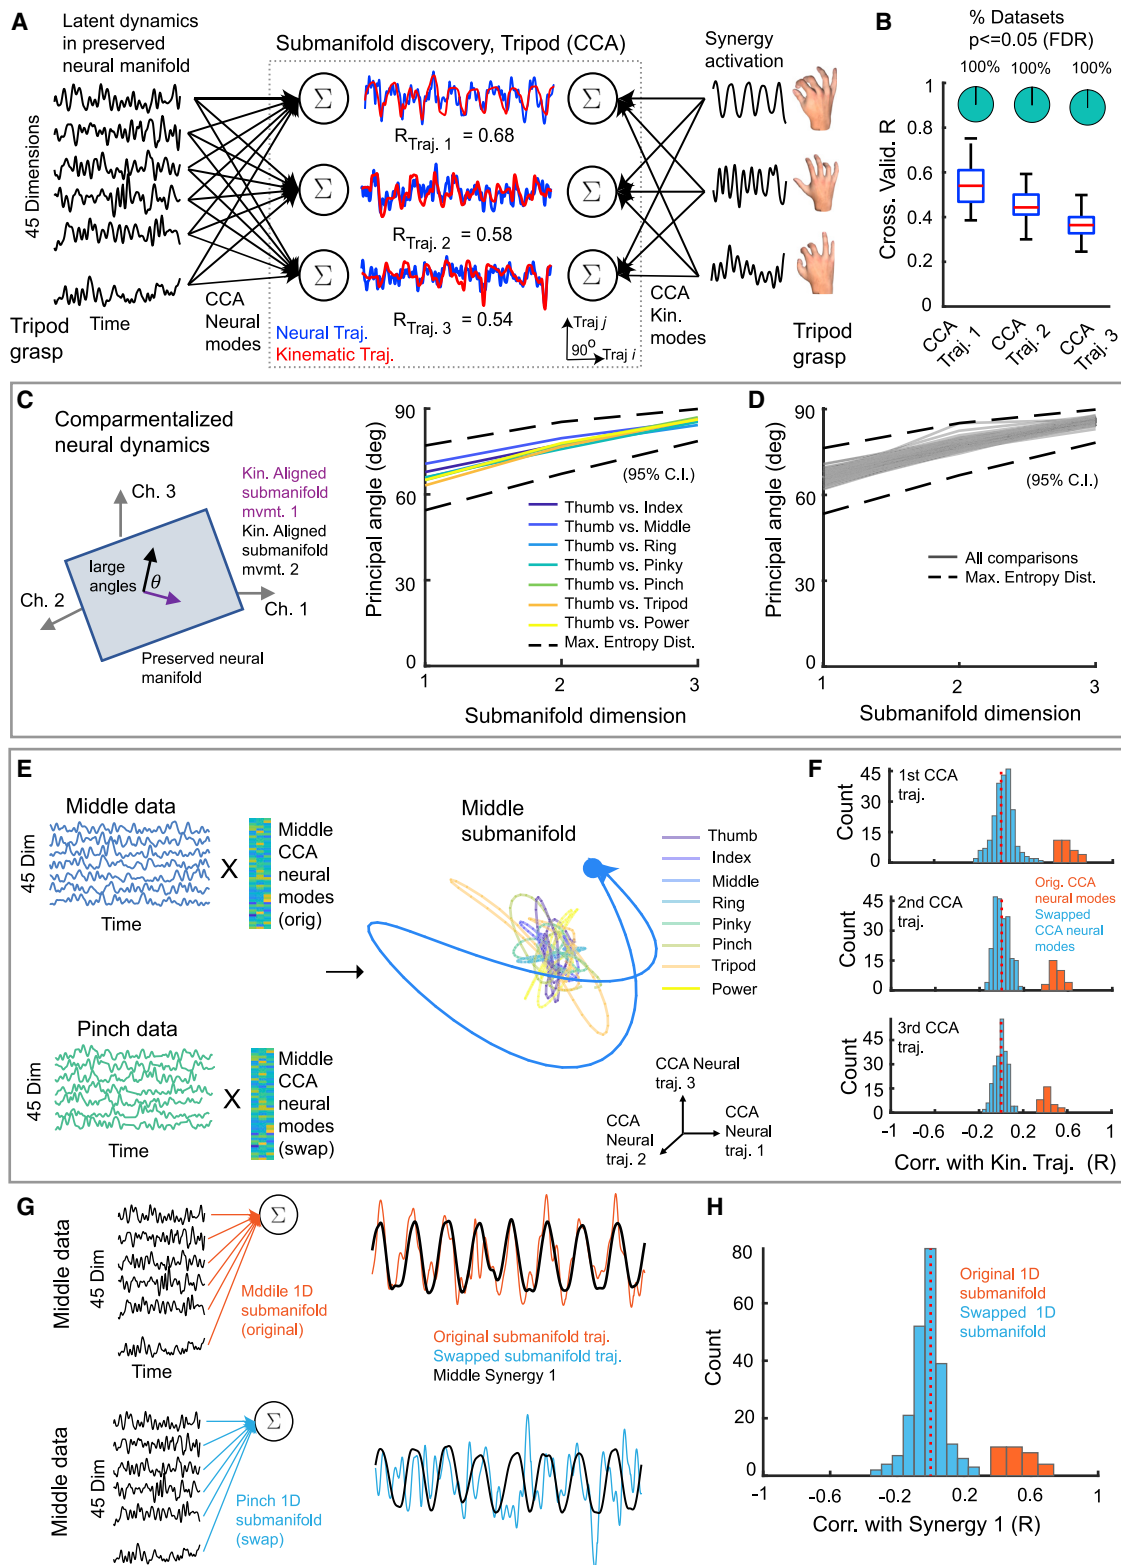 A
Latent dynamics
in preserved
neural manifold
45 Dimensions
Tripod
grasp
Time
CCA
Neural
modes
Submanifold discovery, Tripod (CCA)
Σ
Σ
R Traj. 1 = 0.68
Σ
Σ
R Traj. 2 = 0.58
Σ
Σ
R Traj. 3 = 0.54
Neural Traj.
Kinematic Traj.
Traj j
90°
Traj i
CCA
Kin.
modes
Synergy
activation
Tripod
grasp
B
% Datasets
p<=0.05 (FDR)
100%
100%
100%
Cross. Valid. R
1
0.8
0.6
0.4
0.2
0
CCA
Traj. 1
CCA
Traj. 2
CCA
Traj. 3
C
Comparmentalized
neural dynamics
Ch. 3
Kin. Aligned
submanifold
mvmt. 1
Kin. Aligned
submanifold
mvmt. 2
large
angles
θ
Ch. 2
Ch. 1
Preserved neural
manifold
Principal angle (deg)
90
60
30
0
(95% C.I.)
Thumb vs. Index
Thumb vs. Middle
Thumb vs. Ring
Thumb vs. Pinky
Thumb vs. Pinch
Thumb vs. Tripod
Thumb vs. Power
Max. Entropy Dist.
1
2
3
Submanifold dimension
D
Principal angle (deg)
90
60
30
0
(95% C.I.)
All comparisons
Max. Entropy Dist.
1
2
3
Submanifold dimension
E
Middle data
45 Dim
Time
X
Middle
CCA
neural
modes
(orig)
Pinch data
45 Dim
Time
X
Middle
CCA
neural
modes
(swap)
Middle
submanifold
Thumb
Index
Middle
Ring
Pinky
Pinch
Tripod
Power
CCA Neural
traj. 3
CCA
Neural
traj. 2
CCA
Neural
traj. 1
F
Count
45
30
15
0
1st CCA
traj.
Orig. CCA
neural modes
Swapped
CCA neural
modes
Count
45
30
15
0
2nd CCA
traj.
Count
45
30
15
0
3rd CCA
traj.
-1
-0.6
-0.2
0.2
0.6
1
Corr. with Kin. Traj. (R)
G
Middle data
45 Dim
Time
Σ
Mddile 1D
submanifold
(original)
Original submanifold traj.
Swapped submanifold traj.
Middle Synergy 1
Middle data
45 Dim
Σ
Pinch 1D
submanifold
(swap)
H
Count
80
60
40
20
0
Original 1D
submanifold
Swapped 1D
submanifold
-1
-0.6
-0.2
0.2
0.6
1
Corr. with Synergy 1 (R)